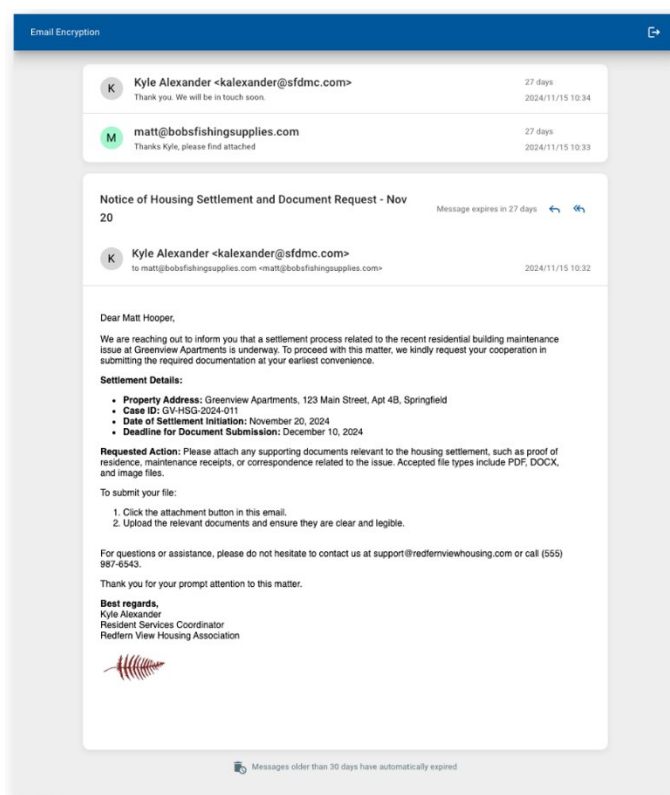 Email Encryption
K
Kyle Alexander <kalexander@sfdmc.com>
27 days
Thank you. We will be in touch soon.
2024/11/15 10:34
M
matt@bobsfishingsupplies.com
27 days
Thanks Kyle, please find attached
2024/11/15 10:33
Notice of Housing Settlement and Document Request - Nov
20
Message expires in 27 days
K
Kyle Alexander <kalexander@sfdmc.com>
to matt@bobsfishingsupplies.com <matt@bobsfishingsupplies.com>
2024/11/15 10:32
Dear Matt Hooper,
We are reaching out to inform you that a settlement process related to the recent residential building maintenance
issue at Greenview Apartments is underway. To proceed with this matter, we kindly request your cooperation in
submitting the required documentation at your earliest convenience.
Settlement Details:
• Property Address: Greenview Apartments, 123 Main Street, Apt 4B, Springfield
• Case ID: GV-HSG-2024-011
• Date of Settlement Initiation: November 20, 2024
• Deadline for Document Submission: December 10, 2024
Requested Action: Please attach any supporting documents relevant to the housing settlement, such as proof of
residence, maintenance receipts, or correspondence related to the issue. Accepted file types include PDF, DOCX,
and image files.
To submit your file:
1. Click the attachment button in this email.
2. Upload the relevant documents and ensure they are clear and legible.
For questions or assistance, please do not hesitate to contact us at support@redfernviewhousing.com or call (555)
987-6543.
Thank you for your prompt attention to this matter.
Best regards,
Kyle Alexander
Resident Services Coordinator
Redfern View Housing Association
Messages older than 30 days have automatically expired